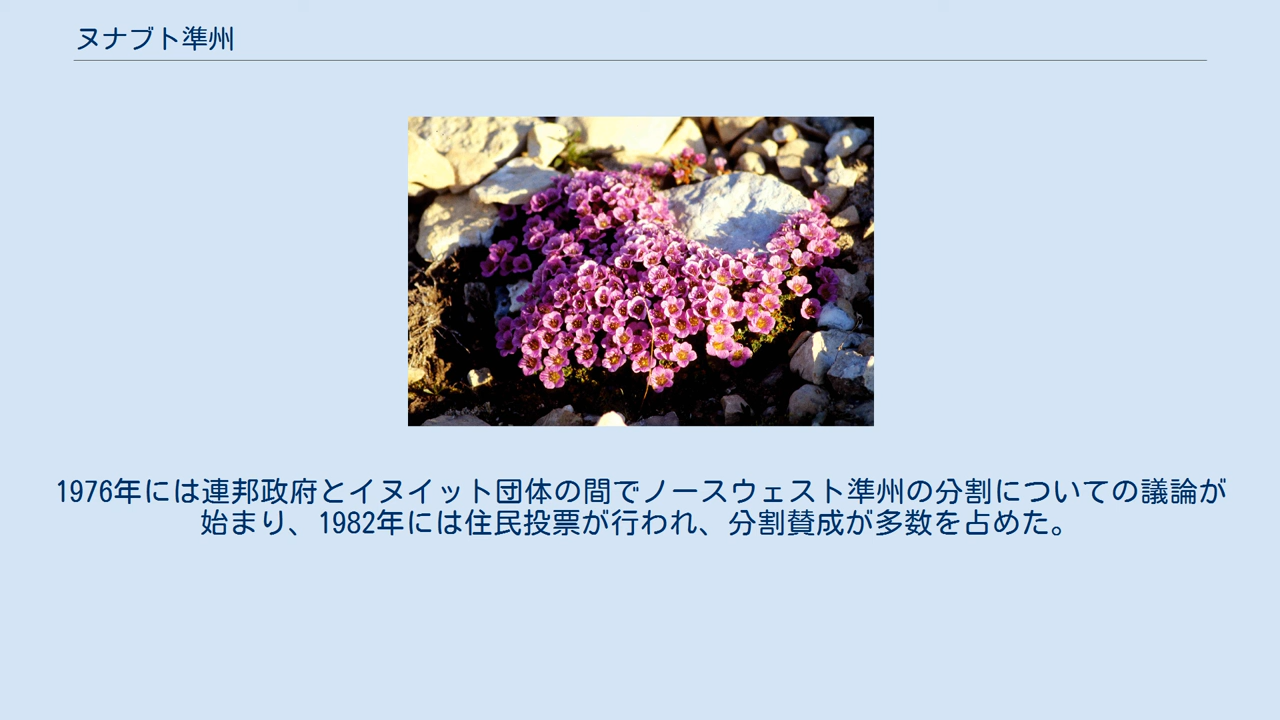 ヌナブト準州
1976年には連邦政府とイヌイット団体の間でノースウェスト準州の分割についての議論が
始まり、1982年には住民投票が行われ、分割賛成が多数を占めた。